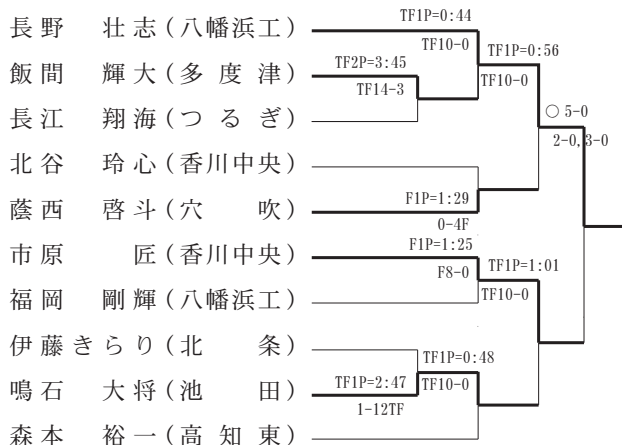 長野 壮志(八幡浜工)
飯間 輝大(多度津)
長江 翔海(つるぎ)
北谷 玲心(香川中央)
蔭西 啓斗(穴吹)
市原 匠(香川中央)
福岡 剛輝(八幡浜工)
伊藤きらり(北条)
鳴石 大将(池田)
森本 裕一(高知東)
TF1P=0:44
TF10-0
TF2P=3:45
TF14-3
TF1P=0:56
TF10-0
○ 5-0
2-0,3-0
F1P=1:29
0-4F
F1P=1:25
F8-0
TF1P=1:01
TF10-0
TF1P=0:48
TF10-0
TF1P=2:47
1-12TF